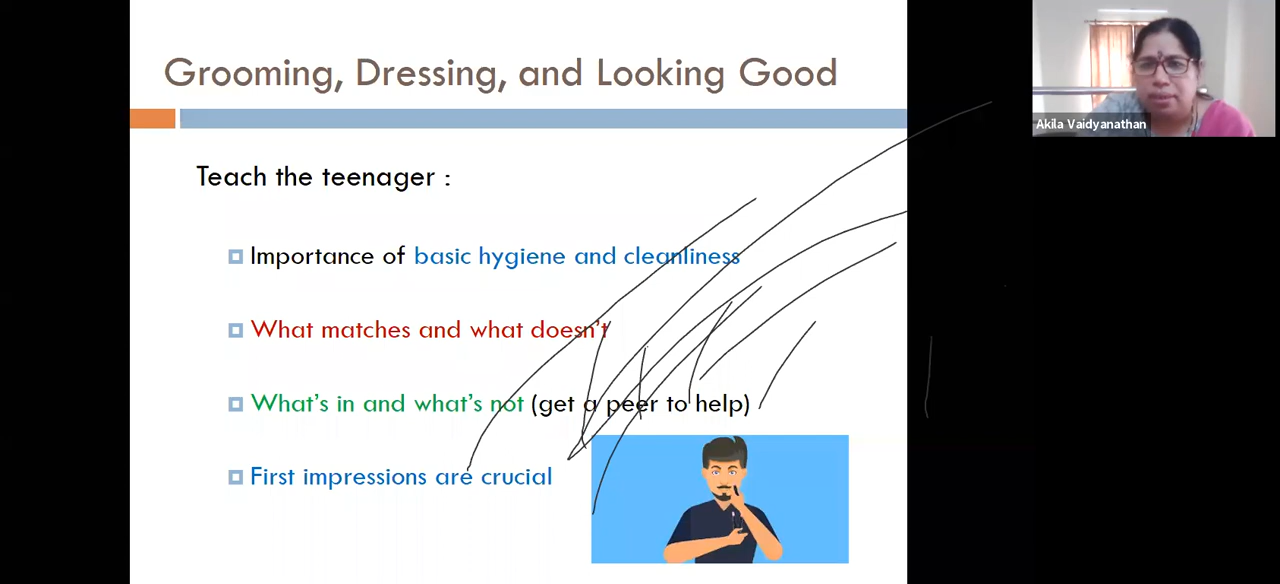 Grooming, Dressing, and Looking Good
Akila Vaidyanathan
Teach the teenager :
Importance of basic hygiene and cleanliness
What matches and what doesn't
What's in and what's not (get a peer to help)
First impressions are crucial